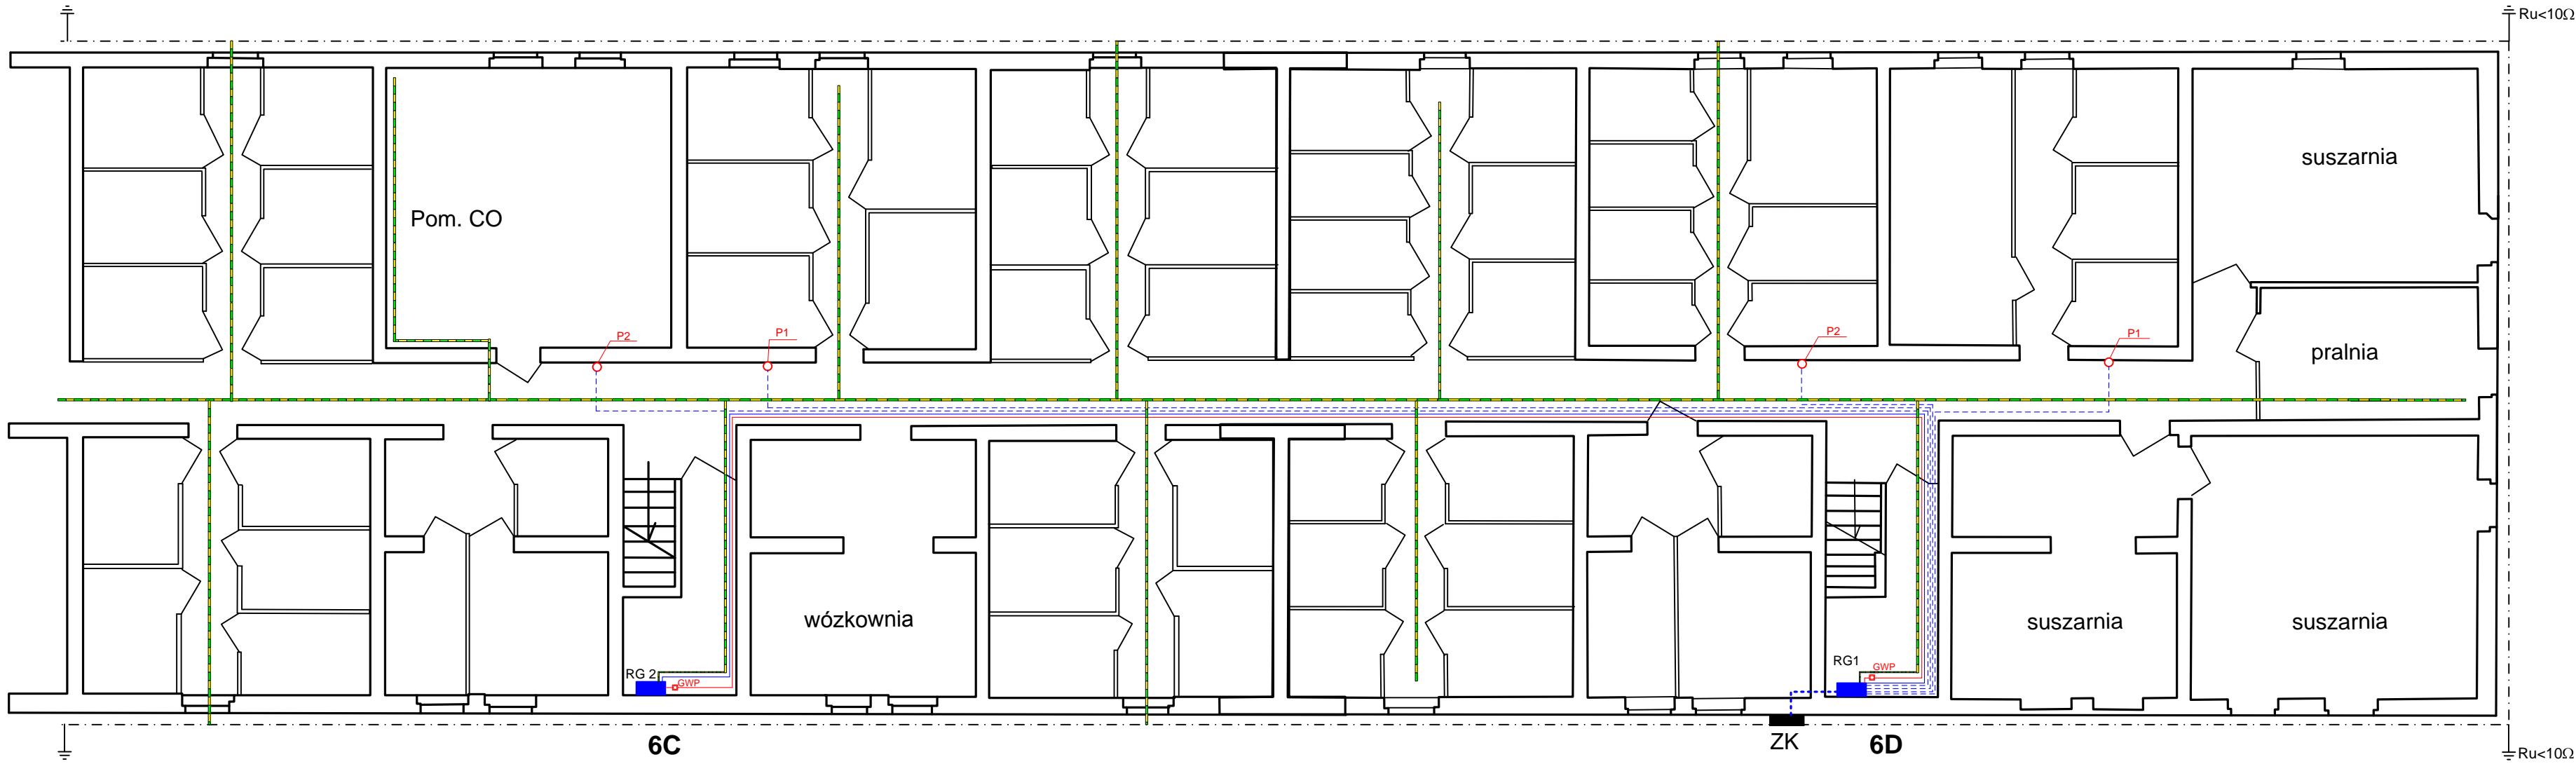 Ru<10Ω
suszarnia
Pom. CO
P2
P1
P2
P1
pralnia
wózkownia
suszarnia
suszarnia
RG 2
GWP
RG1
GWP
6C
ZK
6D
Ru<10Ω